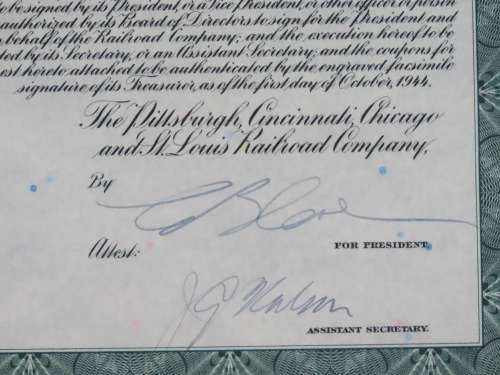 to be signed by its President, or a Vice President, or other officer or person
authorized by its Board of Directors to sign for the President and
behalf of the Railroad Company; and the execution hereof to be
ted by its Secretary, or an Assistant Secretary; and the coupons for
est hereto attached to be authenticated by the engraved facsimile
signature of its Treasurer, as of the first day of October, 1944.
The Pittsburgh, Cincinnati, Chicago
and St. Louis Railroad Company,
By
Attest:
FOR PRESIDENT.
J G Watson
ASSISTANT SECRETARY.